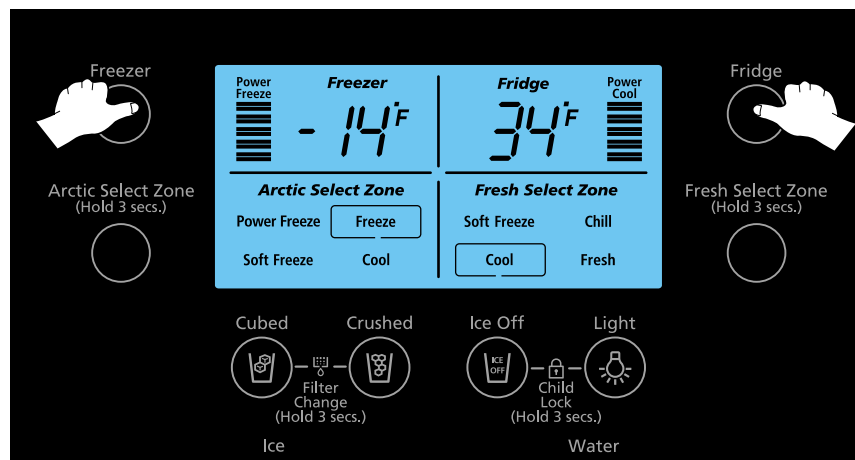 Freezer
Fridge
Power
Freeze
Freezer
-14°F
Fridge
34°F
Power
Cool
Arctic Select Zone
(Hold 3 secs.)
Arctic Select Zone
Power Freeze Freeze
Soft Freeze Cool
Fresh Select Zone
Soft Freeze Chill
Cool Fresh
Fresh Select Zone
(Hold 3 secs.)
Cubed
Crushed
Filter
Change
(Hold 3 secs.)
Ice
Ice Off
Light
ICE
OFF
Child
Lock
(Hold 3 secs.)
Water